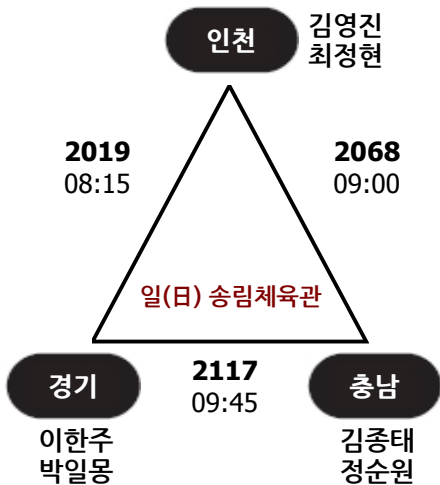 인천
김영진
최정현
2019
08:15
2068
09:00
일(日) 송림체육관
경기
2117
09:45
충남
이한주
박일몽
김종태
정순원